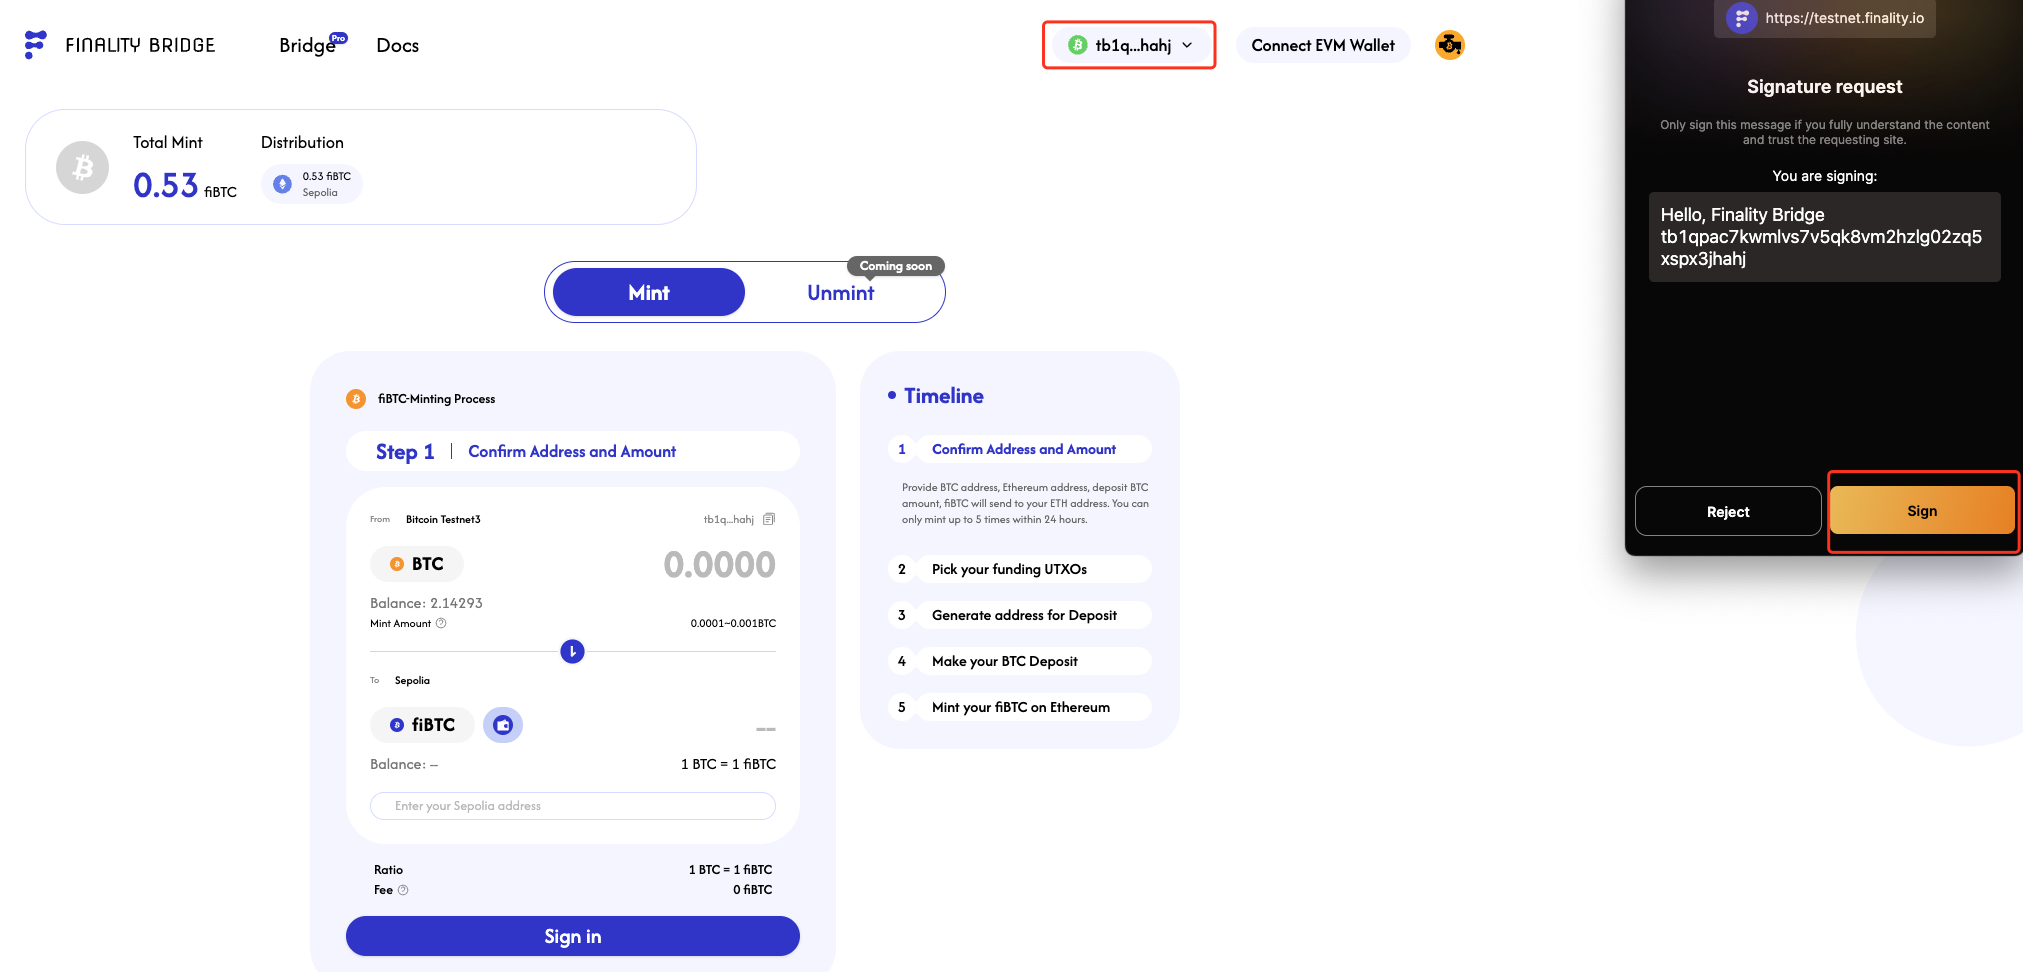 FINALITY BRIDGE
Bridge
Pro
Docs
tb1q...hahj
Connect EVM Wallet
Total Mint
0.53 fiBTC
Distribution
0.53 fiBTC
Sepolia
Mint
Unmint
Coming soon
fiBTC-Minting Process
Step 1
Confirm Address and Amount
From Bitcoin Testnet3
tb1q...hahj
BTC
0.0000
Balance: 2.14293
Mint Amount
0.0001~0.001BTC
To Sepolia
fiBTC
--
Balance: --
1 BTC = 1 fiBTC
Enter your Sepolia address
Ratio
1 BTC = 1 fiBTC
Fee
0 fiBTC
Sign in
Timeline
1 Confirm Address and Amount
Provide BTC address, Ethereum address, deposit BTC
amount, fiBTC will send to your ETH address. You can
only mint up to 5 times within 24 hours.
2 Pick your funding UTXOs
3 Generate address for Deposit
4 Make your BTC Deposit
5 Mint your fiBTC on Ethereum
https://testnet.finality.io
Signature request
Only sign this message if you fully understand the content
and trust the requesting site.
You are signing:
Hello, Finality Bridge
tb1qpac7kwmlvs7v5qk8vm2hzlg02zq5
xspx3jhahj
Reject
Sign